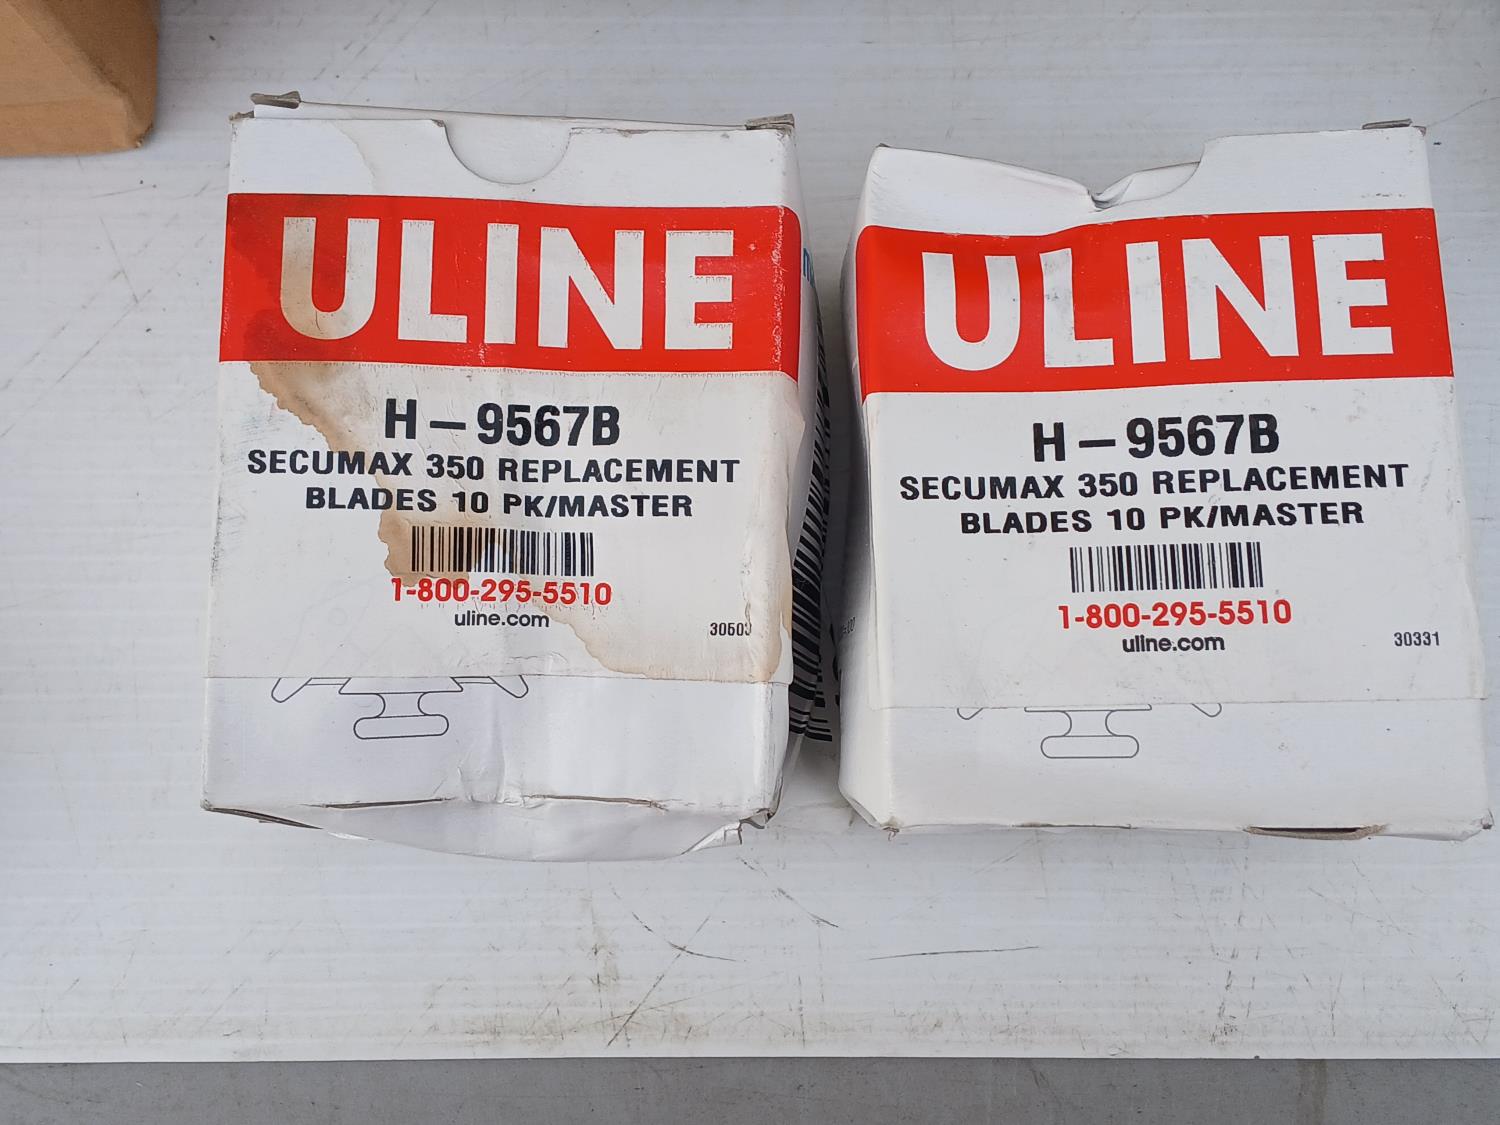 ULINE
H-9567B
SECUMAX 350 REPLACEMENT
BLADES 10 PK/MASTER
1-800-295-5510
uline.com
ULINE
H-9567B
SECUMAX 350 REPLACEMENT
BLADES 10 PK/MASTER
1-800-295-5510
uline.com
30331